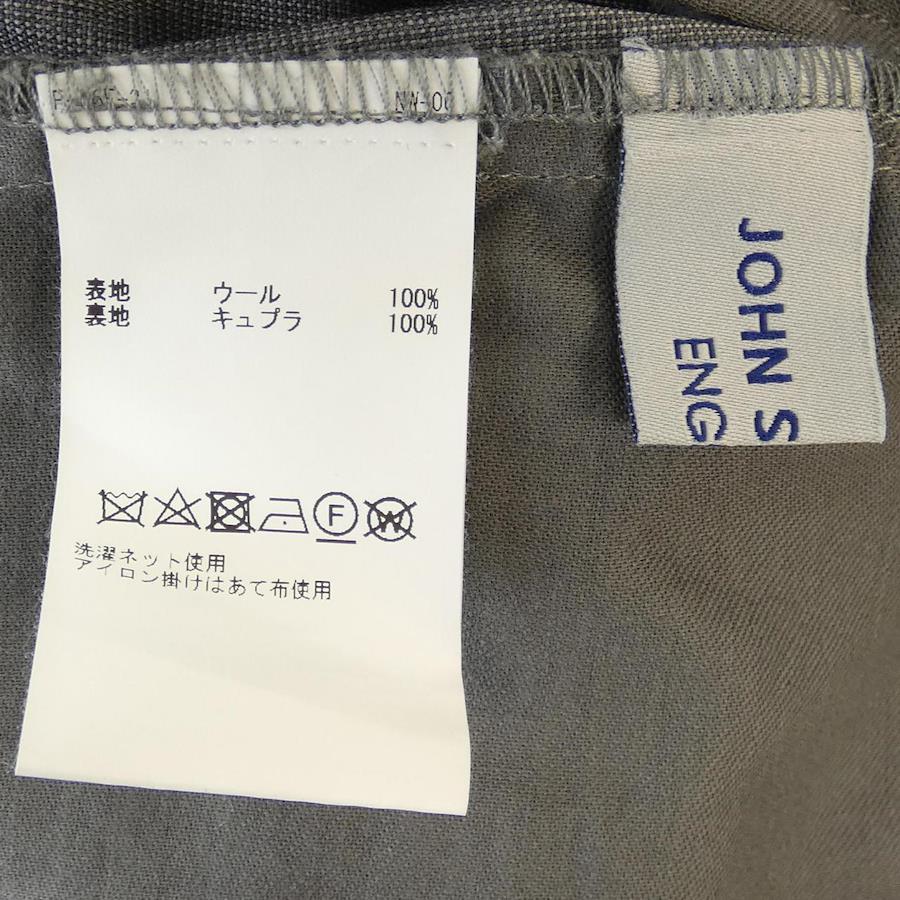 表地 ウール 100%
裏地 キュプラ 100%
F
W
洗濯ネット使用
アイロン掛けはあて布使用
JOHN S
ENG